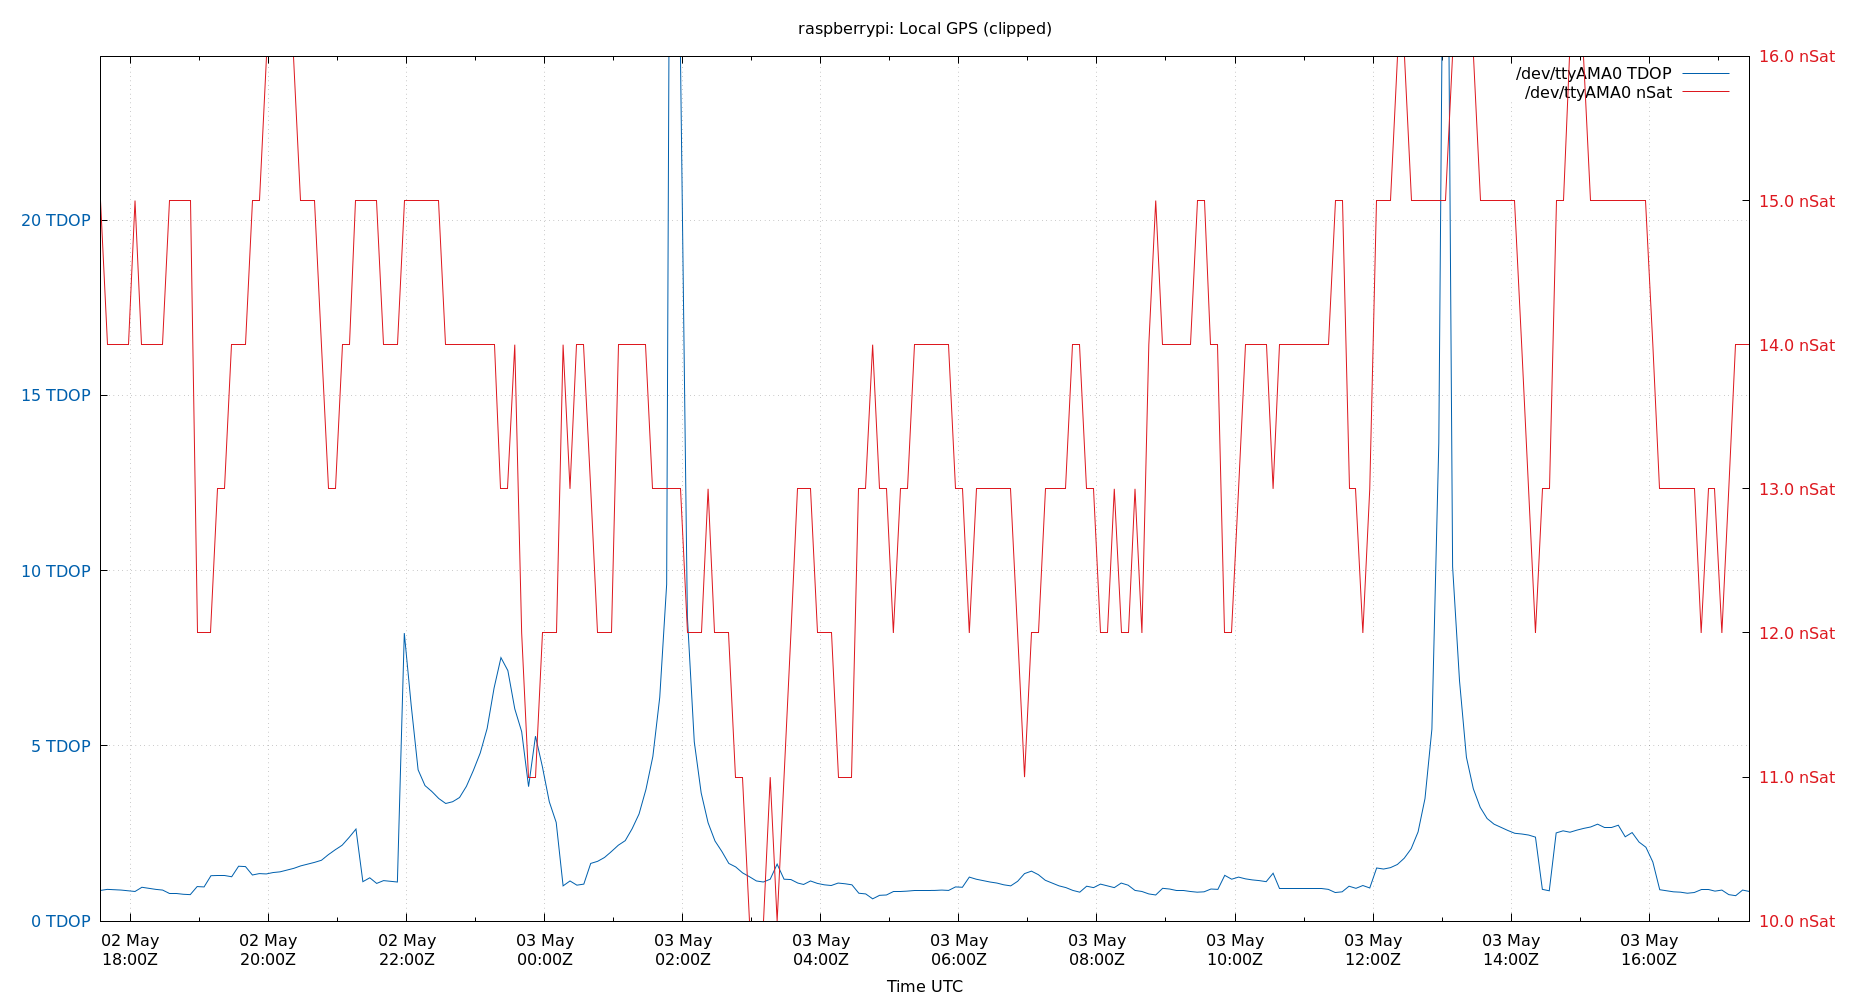 raspberrypi: Local GPS (clipped)
/dev/ttyAMA0 TDOP
/dev/ttyAMA0 nSat
20 TDOP
15 TDOP
10 TDOP
5 TDOP
0 TDOP
16.0 nSat
15.0 nSat
14.0 nSat
13.0 nSat
12.0 nSat
11.0 nSat
10.0 nSat
02 May 02 May 02 May 03 May 03 May 03 May 03 May 03 May 03 May 03 May 03 May 03 May
18:00Z 20:00Z 22:00Z 00:00Z 02:00Z 04:00Z 06:00Z 08:00Z 10:00Z 12:00Z 14:00Z 16:00Z
Time UTC